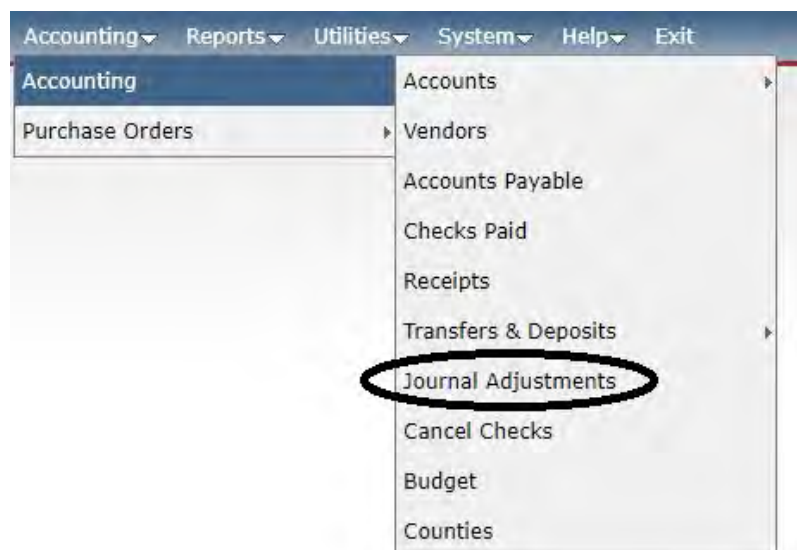 Accounting Reports Utilities System Help Exit
Accounting
Purchase Orders
Accounts
Vendors
Accounts Payable
Checks Paid
Receipts
Transfers & Deposits
Journal Adjustments
Cancel Checks
Budget
Counties